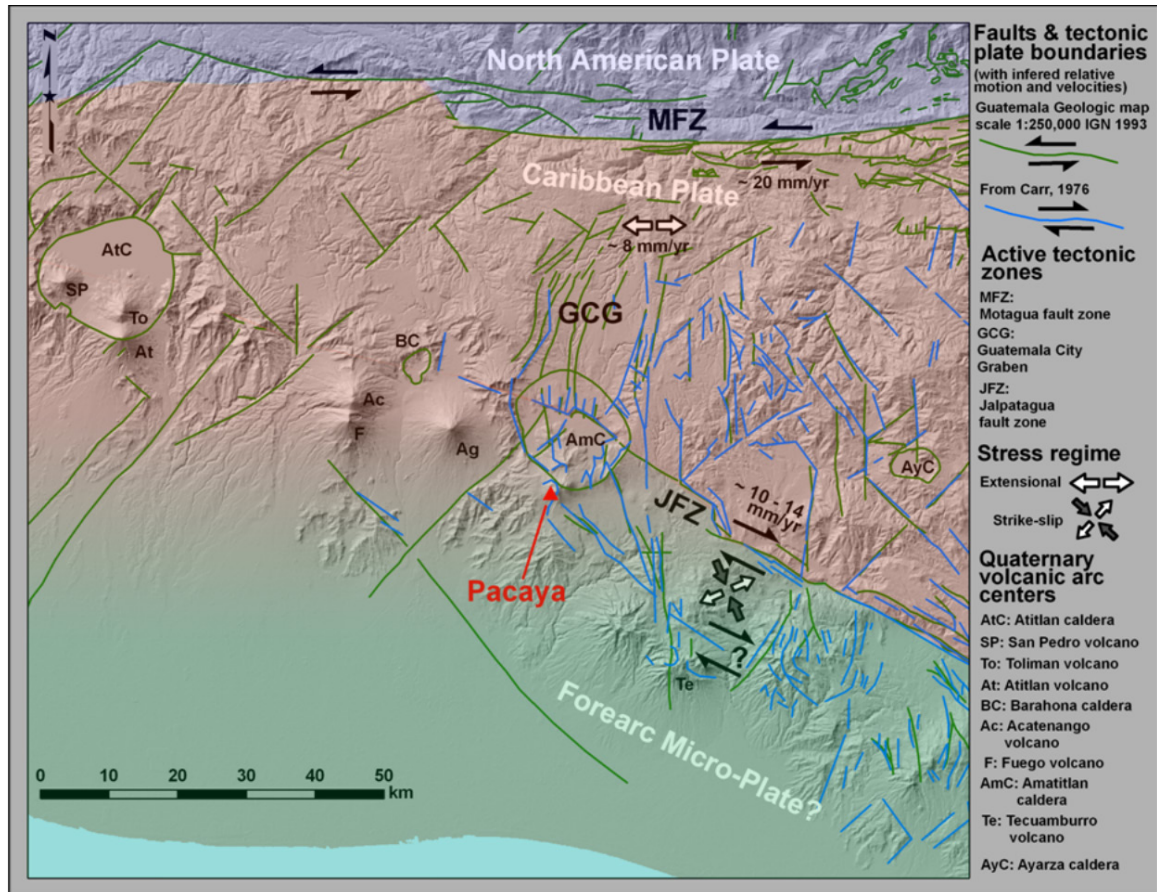 N
North American Plate
MFZ
Caribbean Plate
~ 20 mm/yr
~ 8 mm/yr
AtC
SP
To
At
GCG
BC
Ac
F
Ag
AmC
AyC
JFZ
~ 10 - 14
mm/yr
Pacaya
?
Te
Forearc Micro-Plate?
0 10 20 30 40 50
km
Faults & tectonic
plate boundaries
(with infered relative
motion and velocities)
Guatemala Geologic map
scale 1:250,000 IGN 1993
From Carr, 1976
Active tectonic
zones
MFZ:
Motagua fault zone
GCG:
Guatemala City
Graben
JFZ:
Jalpatagua
fault zone
Stress regime
Extensional
Strike-slip
Quaternary
volcanic arc
centers
AtC: Atitlan caldera
SP: San Pedro volcano
To: Toliman volcano
At: Atitlan volcano
BC: Barahona caldera
Ac: Acatenango
volcano
F: Fuego volcano
AmC: Amatitlan
caldera
Te: Tecuamburro
volcano
AyC: Ayarza caldera